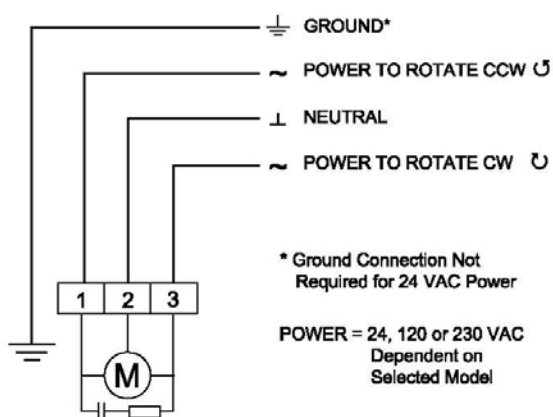 GROUND*
~ POWER TO ROTATE CCW
NEUTRAL
~ POWER TO ROTATE CW
1 2 3
M
* Ground Connection Not
Required for 24 VAC Power
POWER = 24, 120 or 230 VAC
Dependent on
Selected Model